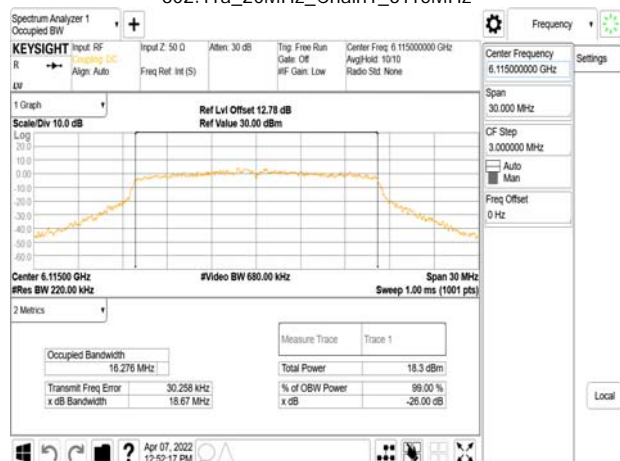 Spectrum Analyzer 1
Occupied BW
KEYSIGHT
Input: RF
Coupling: DC
Align: Auto
Input Z: 50 Ω
Freq Ref: Int (S)
Atten: 30 dB
Trig: Free Run
Gate: Off
#IF Gain: Low
Center Freq: 6.115000000 GHz
Avg|Hold: 10/10
Radio Std: None
R
LXI
1 Graph
Scale/Div 10.0 dB
Ref Lvl Offset 12.78 dB
Ref Value 30.00 dBm
Log
20.0
10.0
0.00
-10.0
-20.0
-30.0
-40.0
-50.0
-60.0
Center 6.11500 GHz
#Res BW 220.00 kHz
#Video BW 680.00 kHz
Span 30 MHz
Sweep 1.00 ms (1001 pts)
2 Metrics
Measure Trace
Trace 1
Occupied Bandwidth
16.276 MHz
Total Power
18.3 dBm
Transmit Freq Error
30.258 kHz
% of OBW Power
99.00 %
x dB Bandwidth
18.67 MHz
x dB
-26.00 dB
?
Apr 07, 2022
12:52:17 PM
Frequency
Center Frequency
6.115000000 GHz
Settings
Span
30.000 MHz
CF Step
3.000000 MHz
Auto
Man
Freq Offset
0 Hz
Local